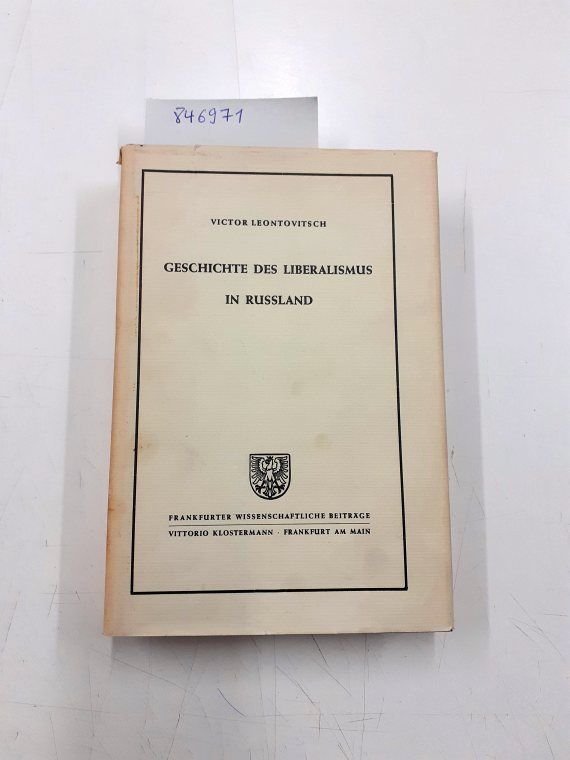 846971
VICTOR LEONTOVITSCH
GESCHICHTE DES LIBERALISMUS
IN RUSSLAND
FRANKFURTER WISSENSCHAFTLICHE BEITRÄGE
VITTORIO KLOSTERMANN · FRANKFURT AM MAIN